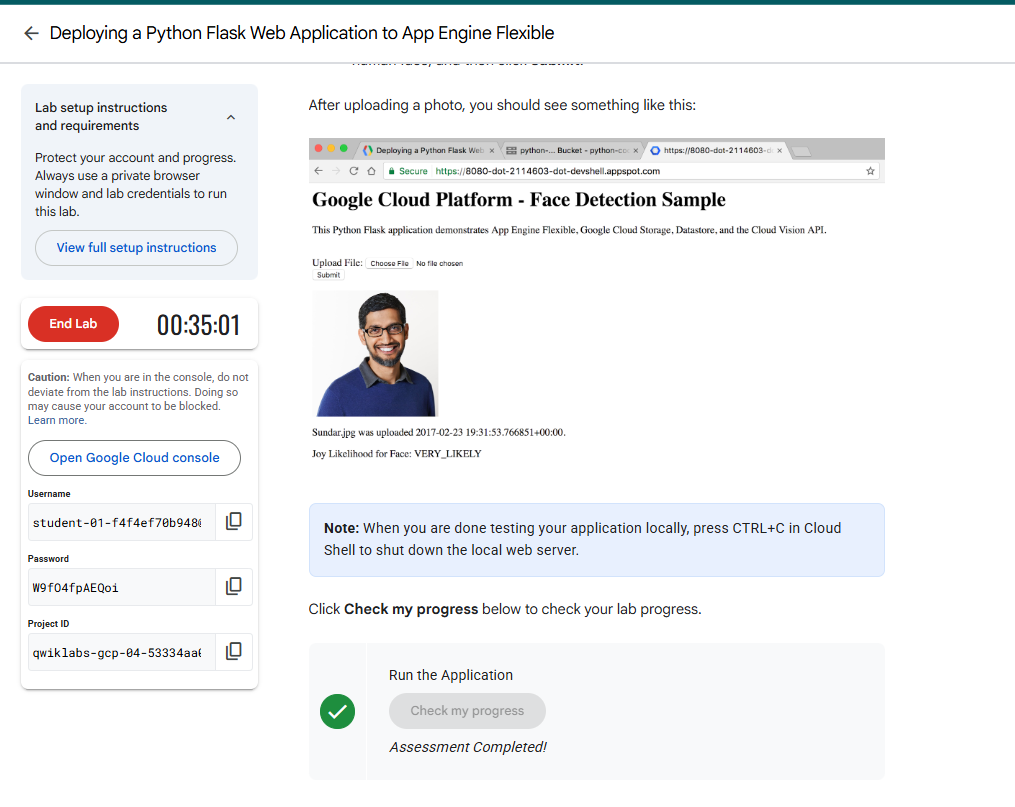 Deploying a Python Flask Web Application to App Engine Flexible
Lab setup instructions
and requirements
Protect your account and progress.
Always use a private browser
window and lab credentials to run
this lab.
View full setup instructions
End Lab
00:35:01
Caution: When you are in the console, do not
deviate from the lab instructions. Doing so
may cause your account to be blocked.
Learn more.
Open Google Cloud console
Username
student-01-f4f4ef70b948
Password
W9fO4fpAEQoi
Project ID
qwiklabs-gcp-04-53334aa
After uploading a photo, you should see something like this:
Deploying a Python Flask Web
python-... Bucket - python-co
https://8080-dot-2114603-d
Secure https://8080-dot-2114603-dot-devshell.appspot.com
Google Cloud Platform - Face Detection Sample
This Python Flask application demonstrates App Engine Flexible, Google Cloud Storage, Datastore, and the Cloud Vision API.
Upload File: Choose File No file chosen
Submit
Sundar.jpg was uploaded 2017-02-23 19:31:53.766851+00:00.
Joy Likelihood for Face: VERY_LIKELY
Note: When you are done testing your application locally, press CTRL+C in Cloud
Shell to shut down the local web server.
Click Check my progress below to check your lab progress.
Run the Application
Check my progress
Assessment Completed!